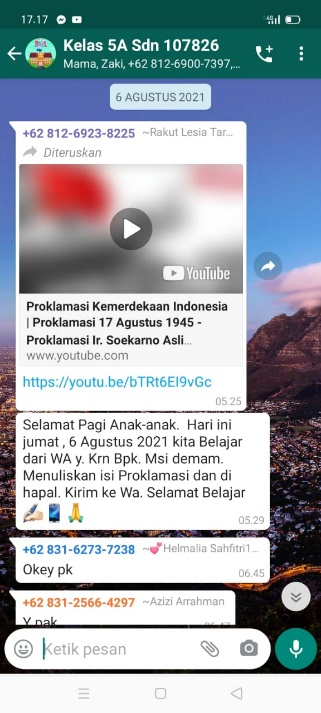 17.17
Kelas 5A Sdn 107826
Mama, Zaki, +62 812-6900-7397,...
6 AGUSTUS 2021
+62 812-6923-8225 ~Rakut Lesia Tar...
Diteruskan
YouTube
Proklamasi Kemerdekaan Indonesia
| Proklamasi 17 Agustus 1945 -
Proklamasi Ir. Soekarno Asli...
www.youtube.com
https://youtu.be/bTRt6EI9vGc
05.25
Selamat Pagi Anak-anak. Hari ini
jumat , 6 Agustus 2021 kita Belajar
dari WA y. Krn Bpk. Msi demam.
Menuliskan isi Proklamasi dan di
hapal. Kirim ke Wa. Selamat Belajar
✍🏻📱🙏
05.29
+62 831-6273-7238 ~💕Helmalia Sahfitri1...
Okey pk
06.45
+62 831-2566-4297 ~Azizi Arrahman
Y pak
Ketik pesan